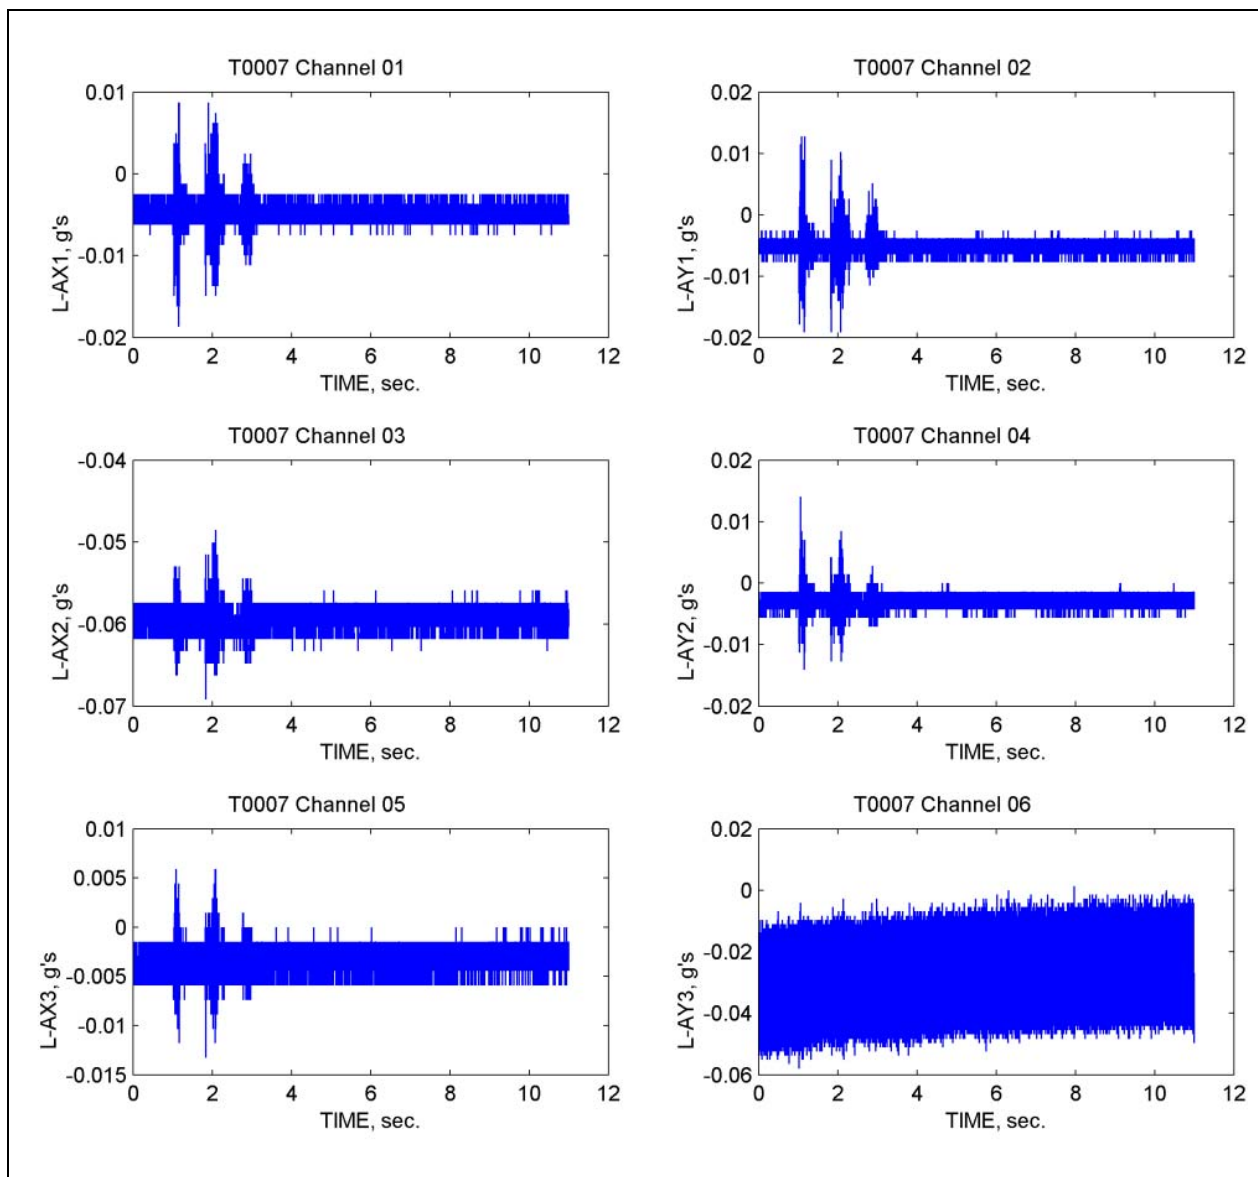 T0007 Channel 01
0.01
0
-0.01
-0.02
L-AX1, g's
0 2 4 6 8 10 12
TIME, sec.
T0007 Channel 02
0.02
0.01
0
-0.01
-0.02
L-AY1, g's
0 2 4 6 8 10 12
TIME, sec.
T0007 Channel 03
-0.04
-0.05
-0.06
-0.07
L-AX2, g's
0 2 4 6 8 10 12
TIME, sec.
T0007 Channel 04
0.02
0.01
0
-0.01
-0.02
L-AY2, g's
0 2 4 6 8 10 12
TIME, sec.
T0007 Channel 05
0.01
0.005
0
-0.005
-0.01
-0.015
L-AX3, g's
0 2 4 6 8 10 12
TIME, sec.
T0007 Channel 06
0.02
0
-0.02
-0.04
-0.06
L-AY3, g's
0 2 4 6 8 10 12
TIME, sec.